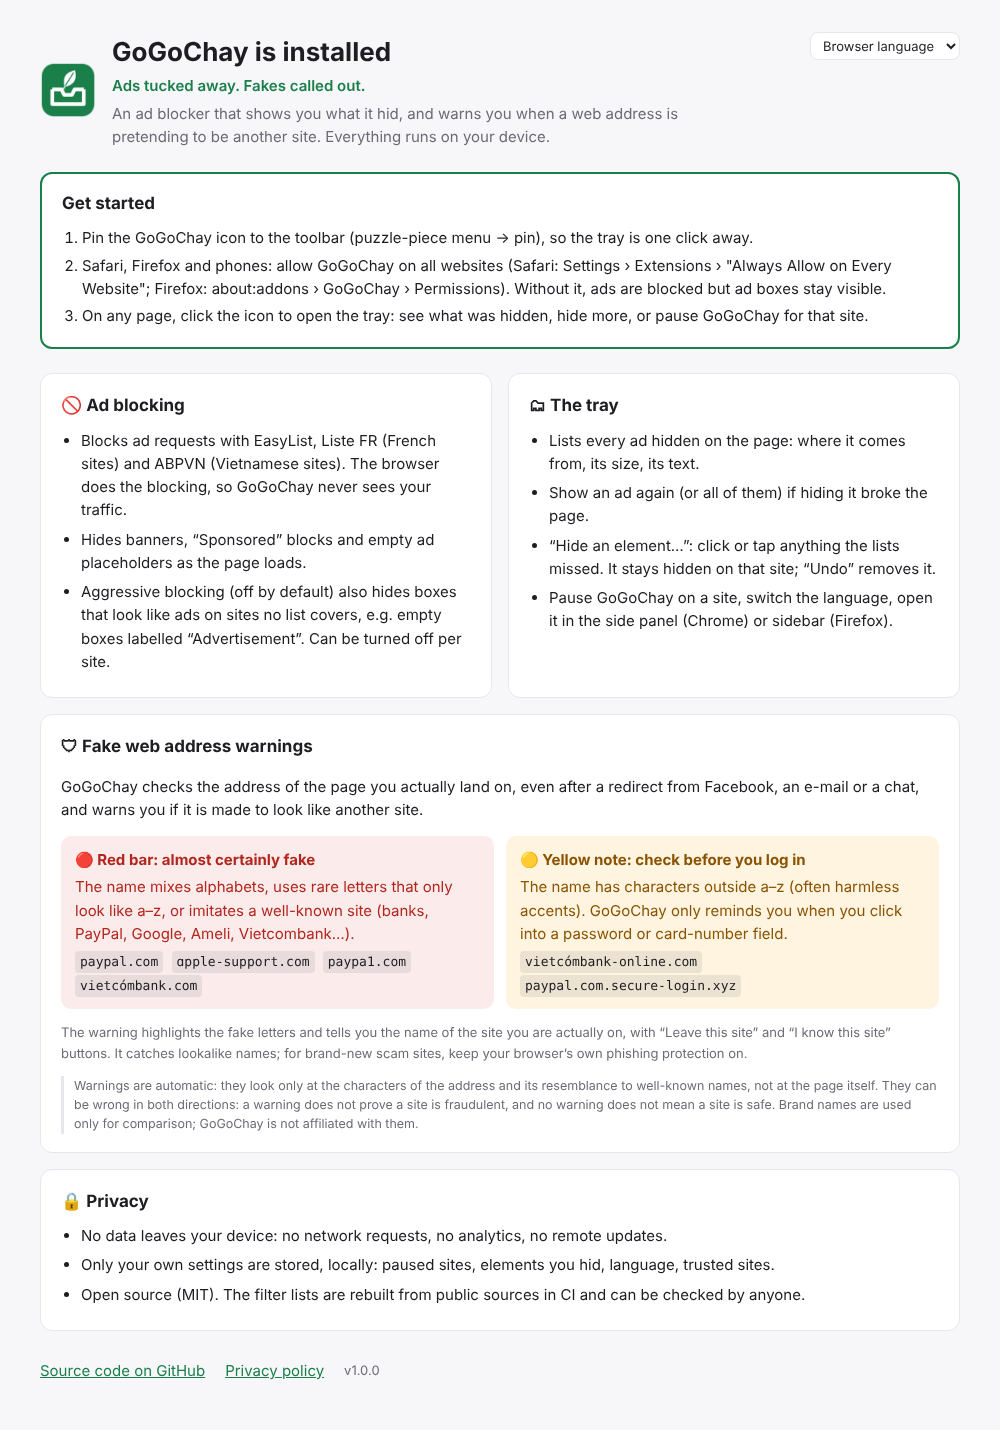 GoGoChay is installed
Browser language
Ads tucked away. Fakes called out.
An ad blocker that shows you what it hid, and warns you when a web address is
pretending to be another site. Everything runs on your device.
Get started
1. Pin the GoGoChay icon to the toolbar (puzzle-piece menu → pin), so the tray is one click away.
2. Safari, Firefox and phones: allow GoGoChay on all websites (Safari: Settings › Extensions › "Always Allow on Every
Website"; Firefox: about:addons › GoGoChay › Permissions). Without it, ads are blocked but ad boxes stay visible.
3. On any page, click the icon to open the tray: see what was hidden, hide more, or pause GoGoChay for that site.
🚫 Ad blocking
• Blocks ad requests with EasyList, Liste FR (French
sites) and ABPVN (Vietnamese sites). The browser
does the blocking, so GoGoChay never sees your
traffic.
• Hides banners, “Sponsored” blocks and empty ad
placeholders as the page loads.
• Aggressive blocking (off by default) also hides boxes
that look like ads on sites no list covers, e.g. empty
boxes labelled “Advertisement”. Can be turned off per
site.
🗂 The tray
• Lists every ad hidden on the page: where it comes
from, its size, its text.
• Show an ad again (or all of them) if hiding it broke the
page.
• “Hide an element…”: click or tap anything the lists
missed. It stays hidden on that site; “Undo” removes it.
• Pause GoGoChay on a site, switch the language, open
it in the side panel (Chrome) or sidebar (Firefox).
🛡 Fake web address warnings
GoGoChay checks the address of the page you actually land on, even after a redirect from Facebook, an e-mail or a chat,
and warns you if it is made to look like another site.
🔴 Red bar: almost certainly fake
The name mixes alphabets, uses rare letters that only
look like a–z, or imitates a well-known site (banks,
PayPal, Google, Ameli, Vietcombank…).
paypal.com ɑpple-support.com paypa1.com
vietcómbank.com
🟡 Yellow note: check before you log in
The name has characters outside a–z (often harmless
accents). GoGoChay only reminds you when you click
into a password or card-number field.
vietcómbank-online.com
paypal.com.secure-login.xyz
The warning highlights the fake letters and tells you the name of the site you are actually on, with “Leave this site” and “I know this site”
buttons. It catches lookalike names; for brand-new scam sites, keep your browser’s own phishing protection on.
Warnings are automatic: they look only at the characters of the address and its resemblance to well-known names, not at the page itself. They can
be wrong in both directions: a warning does not prove a site is fraudulent, and no warning does not mean a site is safe. Brand names are used
only for comparison; GoGoChay is not affiliated with them.
🔒 Privacy
• No data leaves your device: no network requests, no analytics, no remote updates.
• Only your own settings are stored, locally: paused sites, elements you hid, language, trusted sites.
• Open source (MIT). The filter lists are rebuilt from public sources in CI and can be checked by anyone.
Source code on GitHub Privacy policy v1.0.0